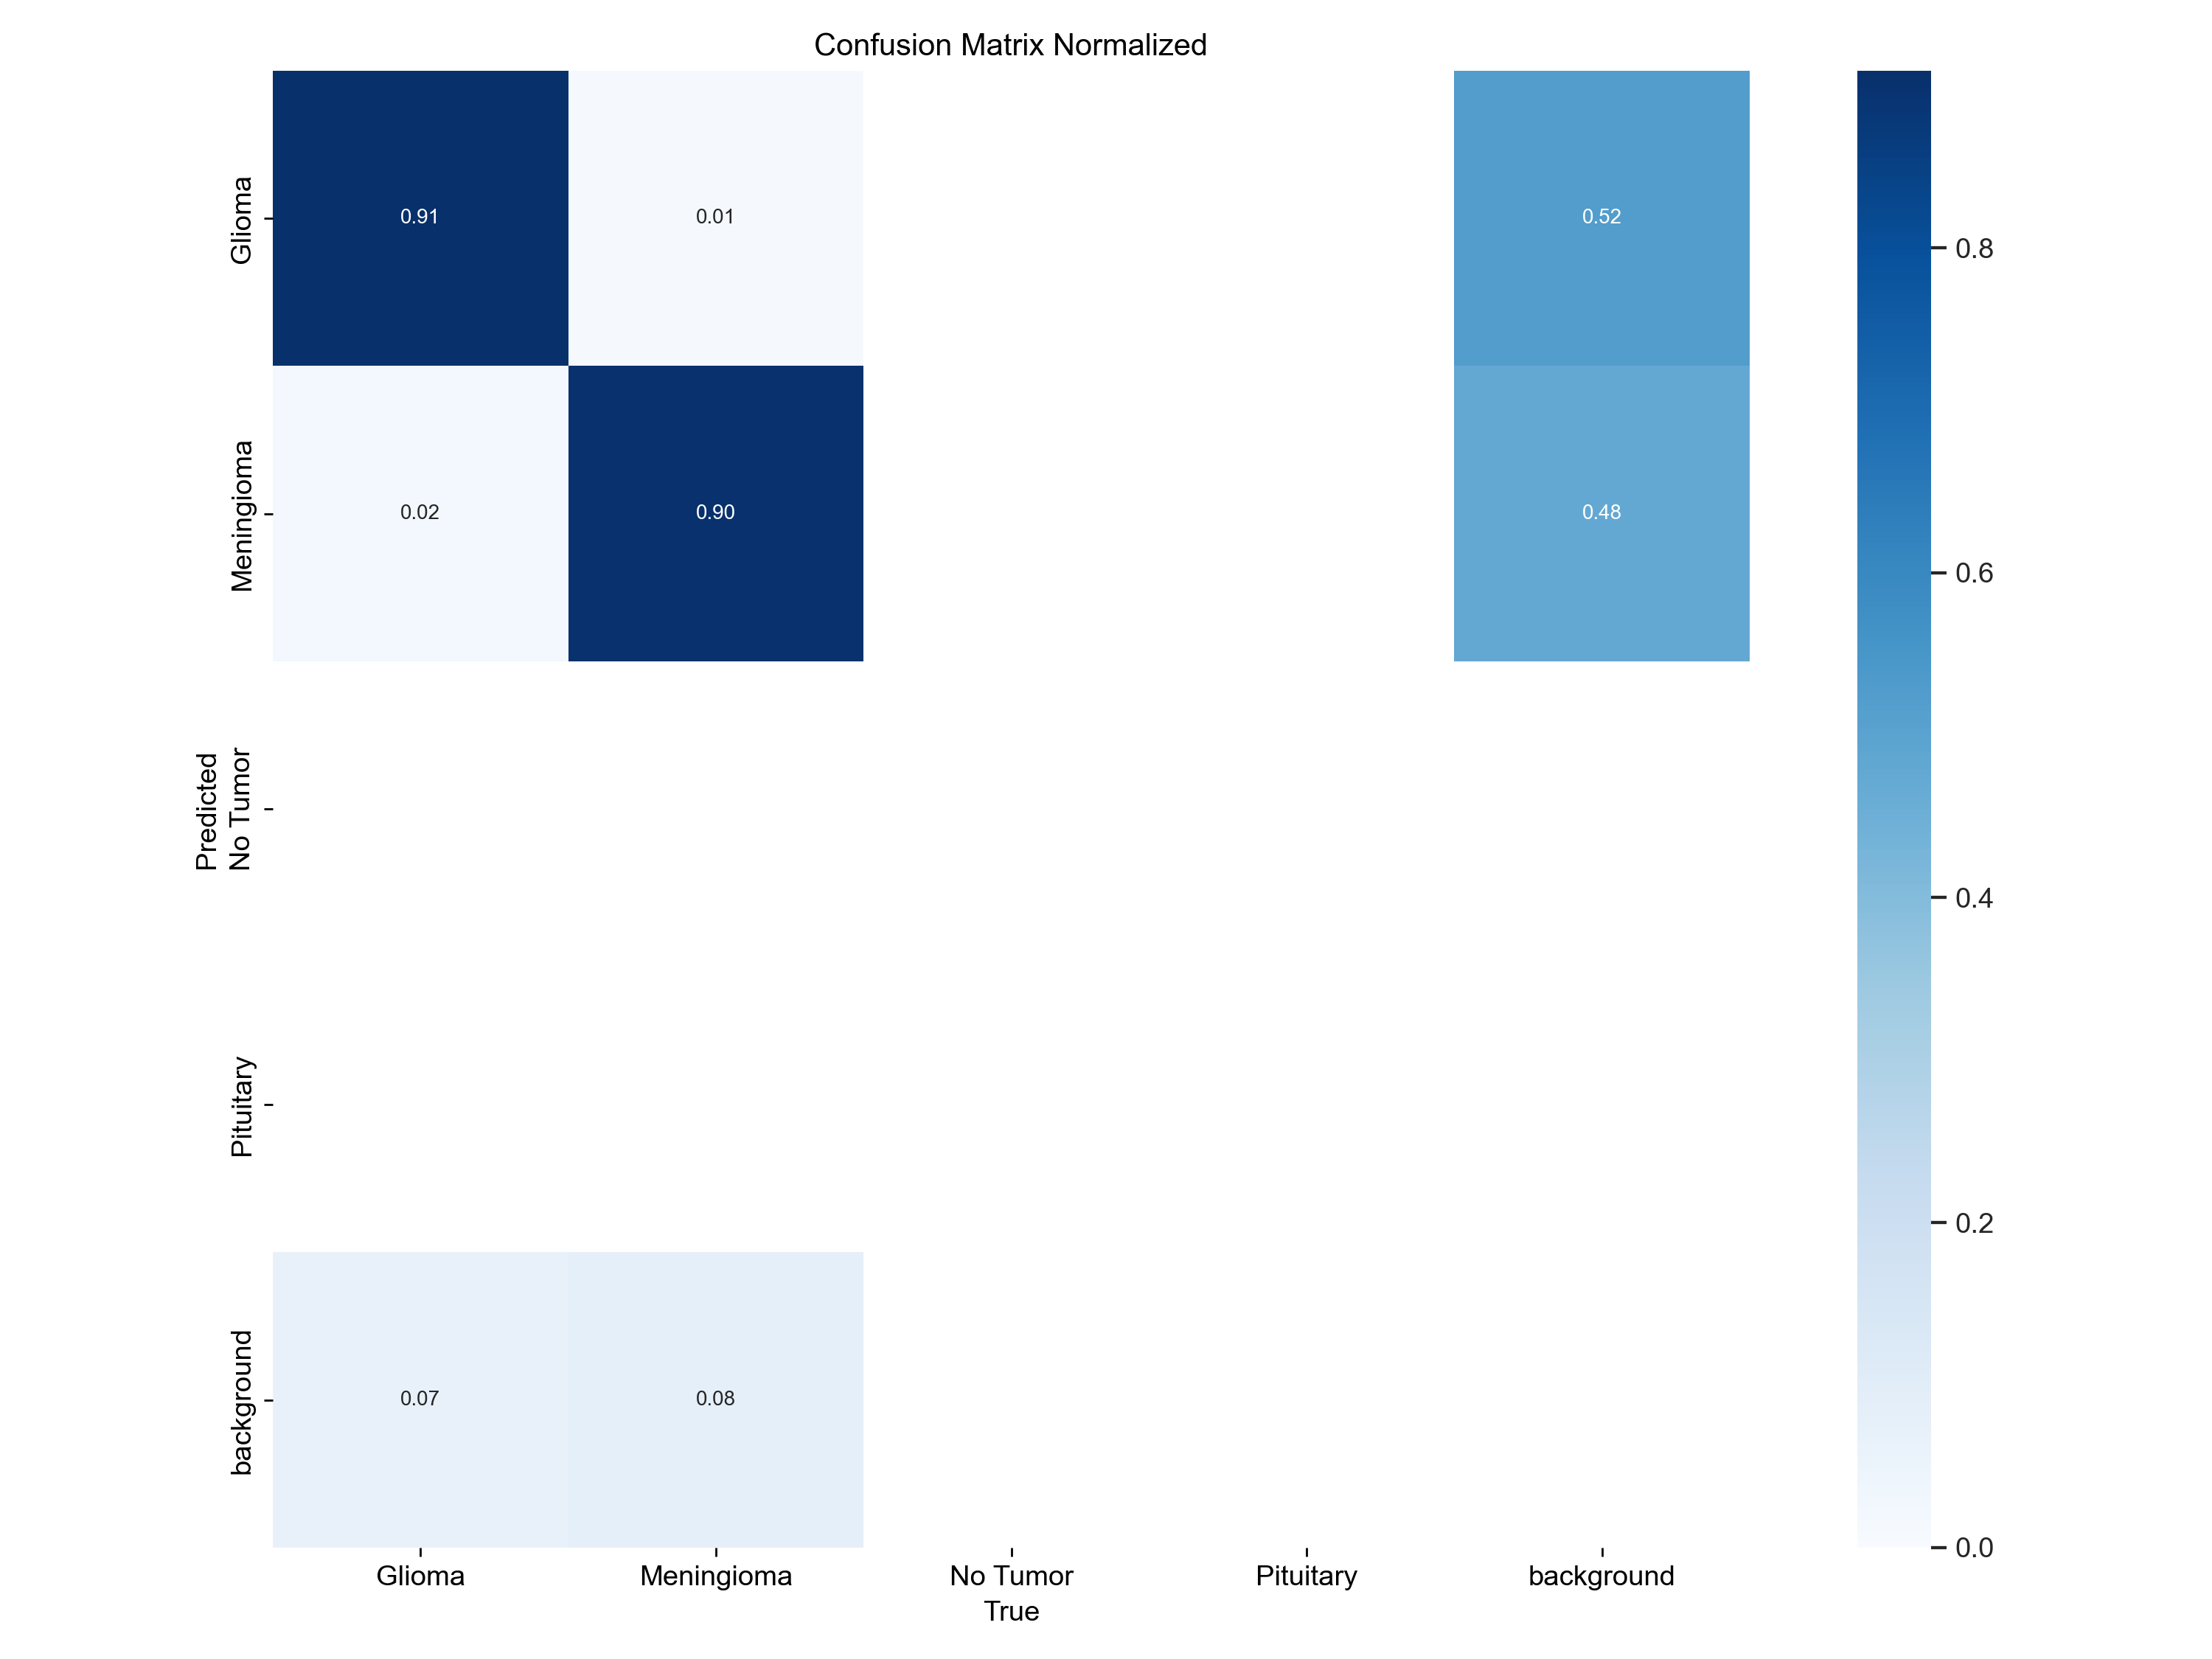 Confusion Matrix Normalized
Glioma
0.91
0.01
0.52
0.8
Meningioma
0.02
0.90
0.48
0.6
Predicted
No Tumor
0.4
Pituitary
0.2
background
0.07
0.08
0.0
Glioma
Meningioma
No Tumor
Pituitary
background
True